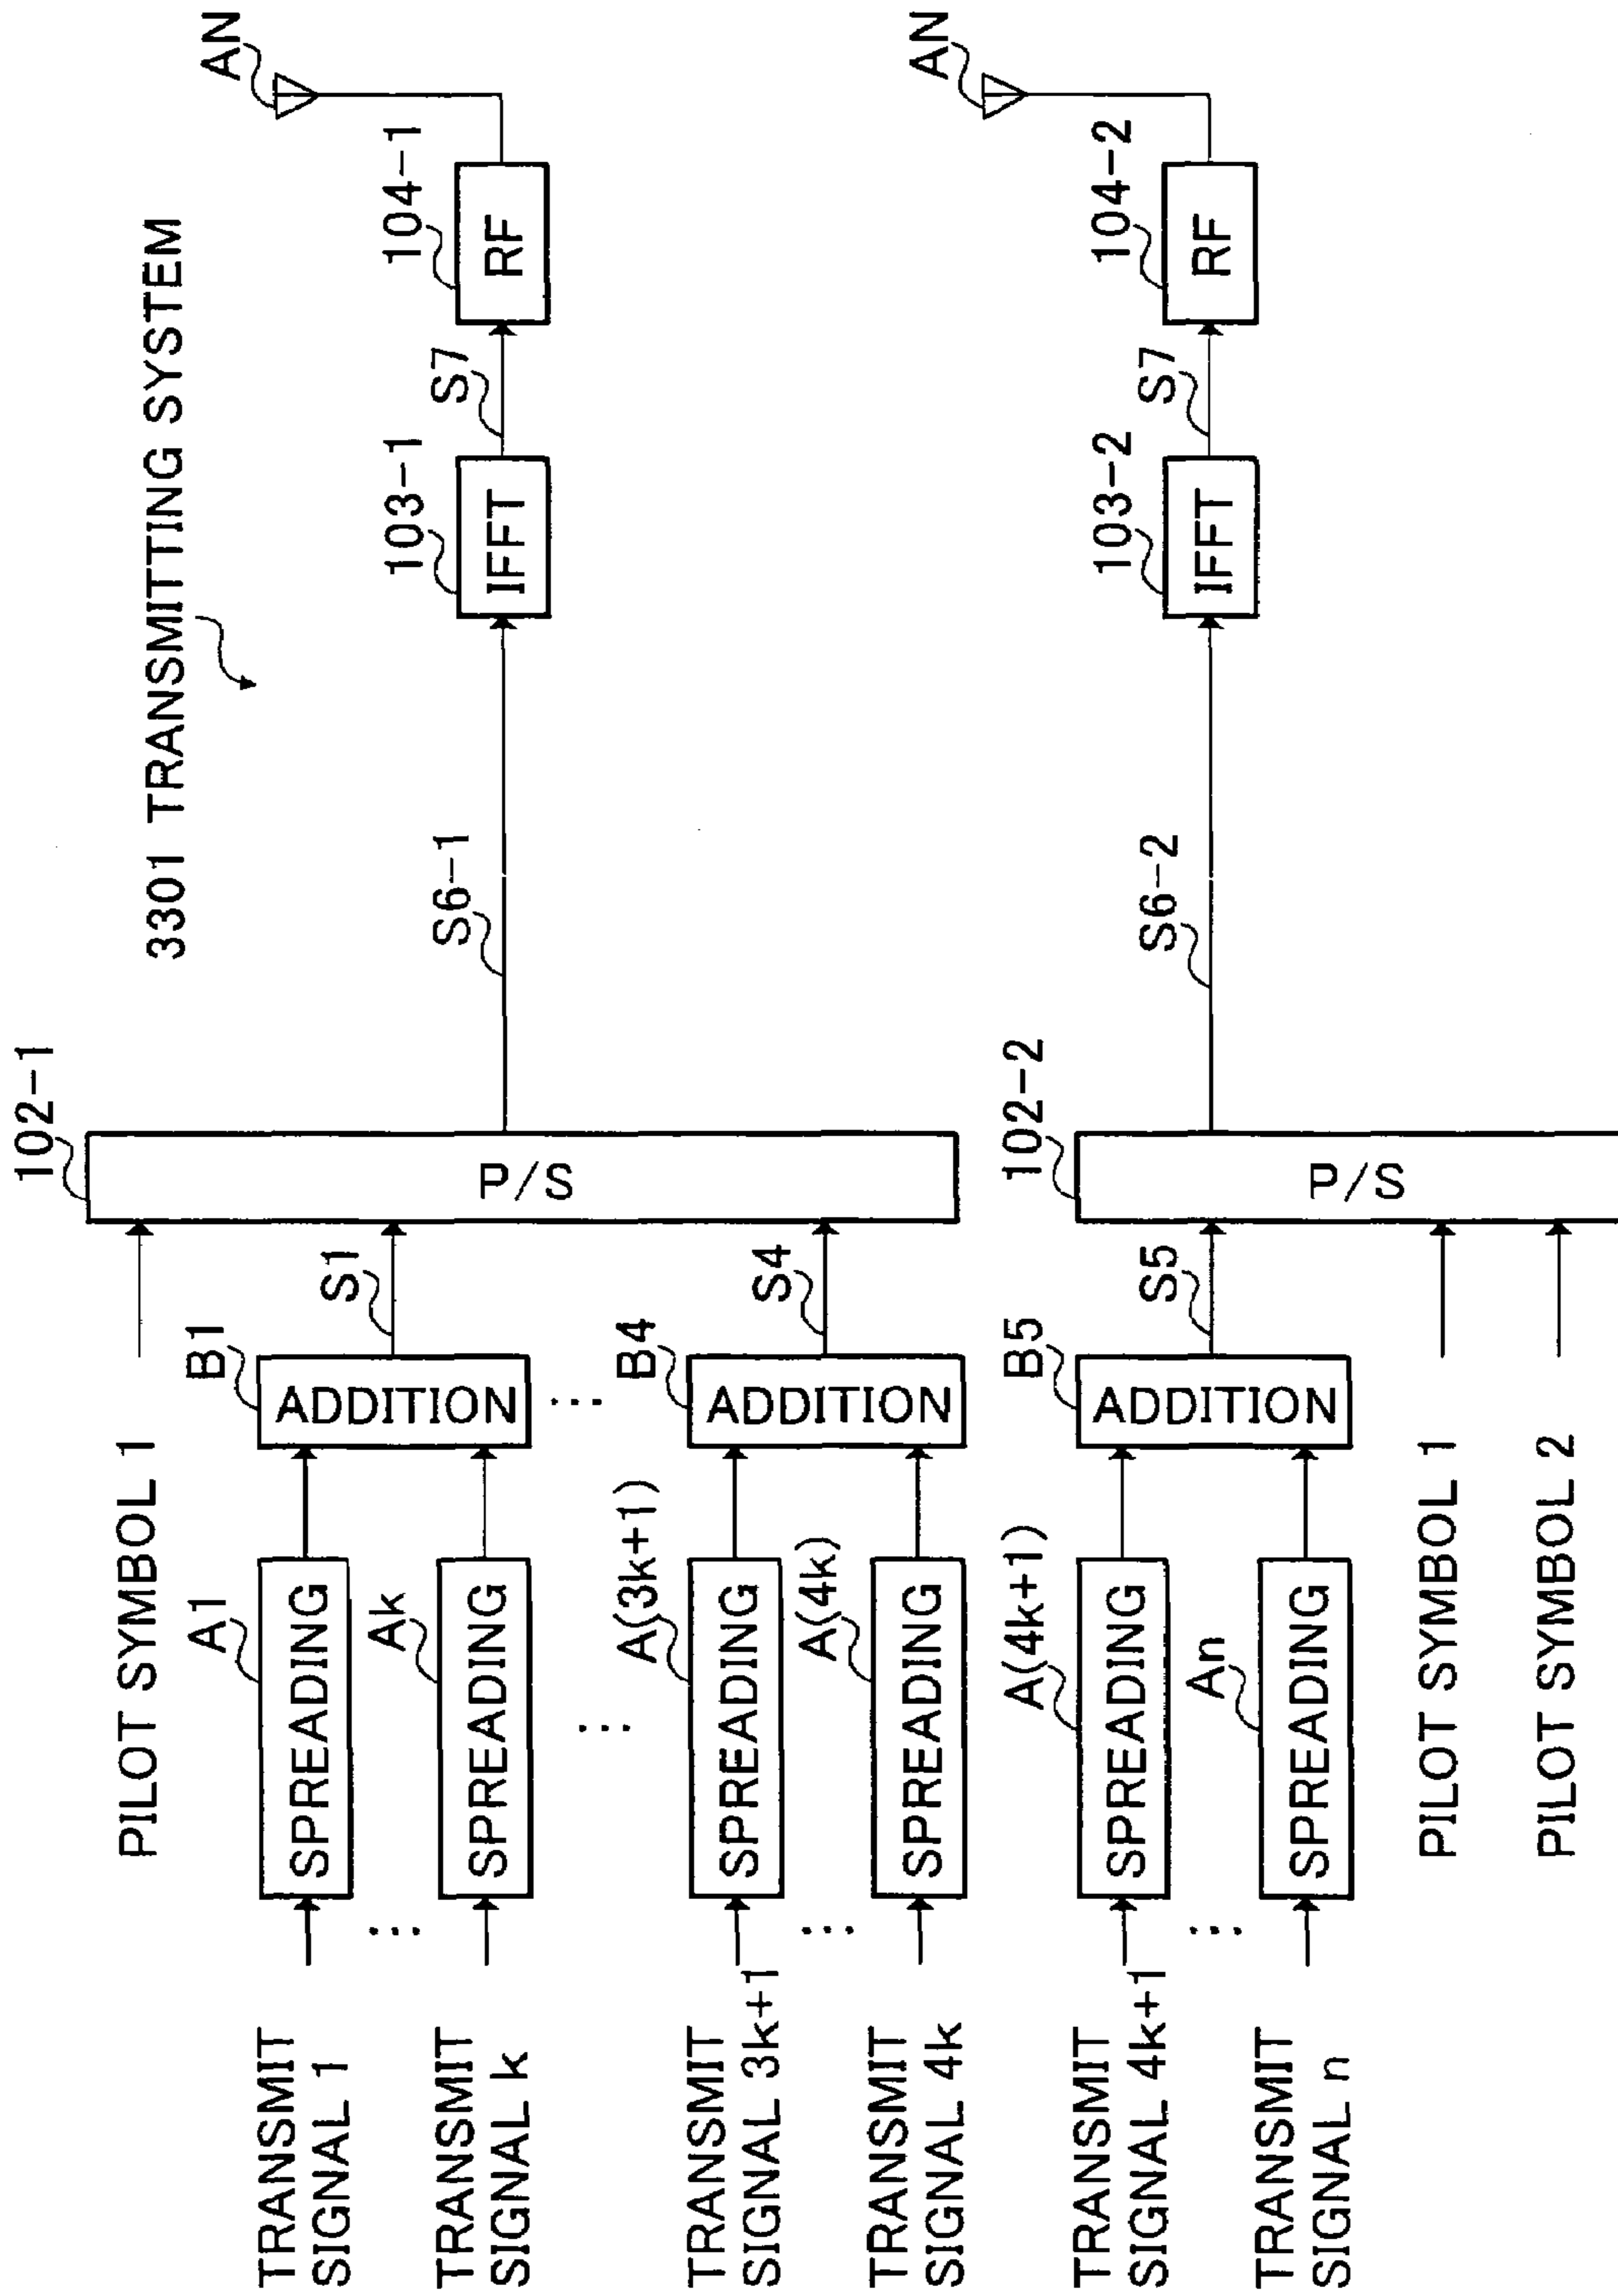 3301 TRANSMITTING SYSTEM
102-1
PILOT SYMBOL 1
P/S
TRANSMIT
SIGNAL 1
A1
SPREADING
B1
ADDITION
S1
S6-1
103-1
IFFT
S7
104-1
RF
AN
...
TRANSMIT
SIGNAL k
Ak
SPREADING
...
...
TRANSMIT
SIGNAL 3k+1
A(3k+1)
SPREADING
B4
ADDITION
S4
...
TRANSMIT
SIGNAL 4k
A(4k)
SPREADING
102-2
P/S
TRANSMIT
SIGNAL 4k+1
A(4k+1)
SPREADING
B5
ADDITION
S5
S6-2
103-2
IFFT
S7
104-2
RF
AN
...
TRANSMIT
SIGNAL n
An
SPREADING
PILOT SYMBOL 1
PILOT SYMBOL 2